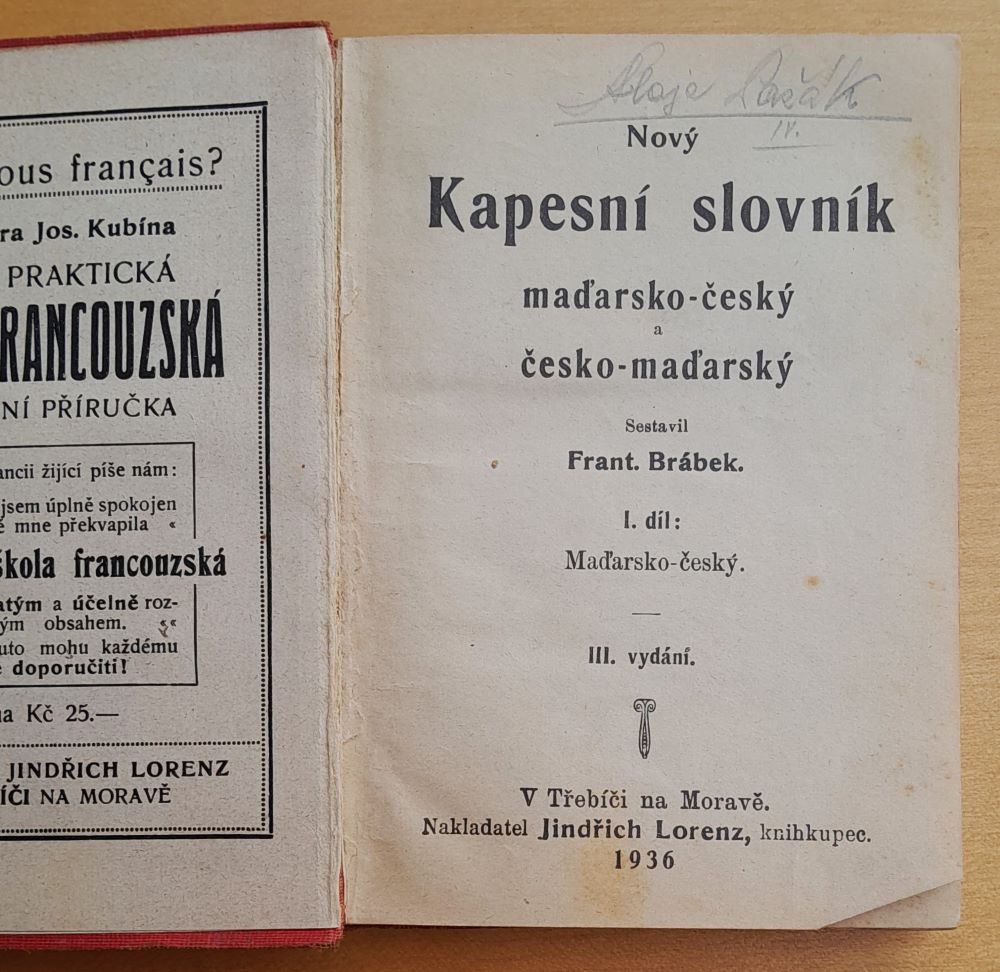 ous français?
ra Jos. Kubína
PRAKTICKÁ
RANCOUZSKÁ
NÍ PŘÍRUČKA
ancii žijící píše nám:
jsem úplně spokojen
mne překvapila «
škola francouzská
atým a účelně roz-
ým obsahem. «
uto mohu každému
doporučiti!
na Kč 25.—
JINDŘICH LORENZ
ÍČI NA MORAVĚ
IV.
Nový
Kapesní slovník
maďarsko-český
a
česko-maďarský
Sestavil
Frant. Brábek.
I. díl:
Maďarsko-český.
III. vydání.
V Třebíči na Moravě.
Nakladatel Jindřich Lorenz, knihkupec.
1936